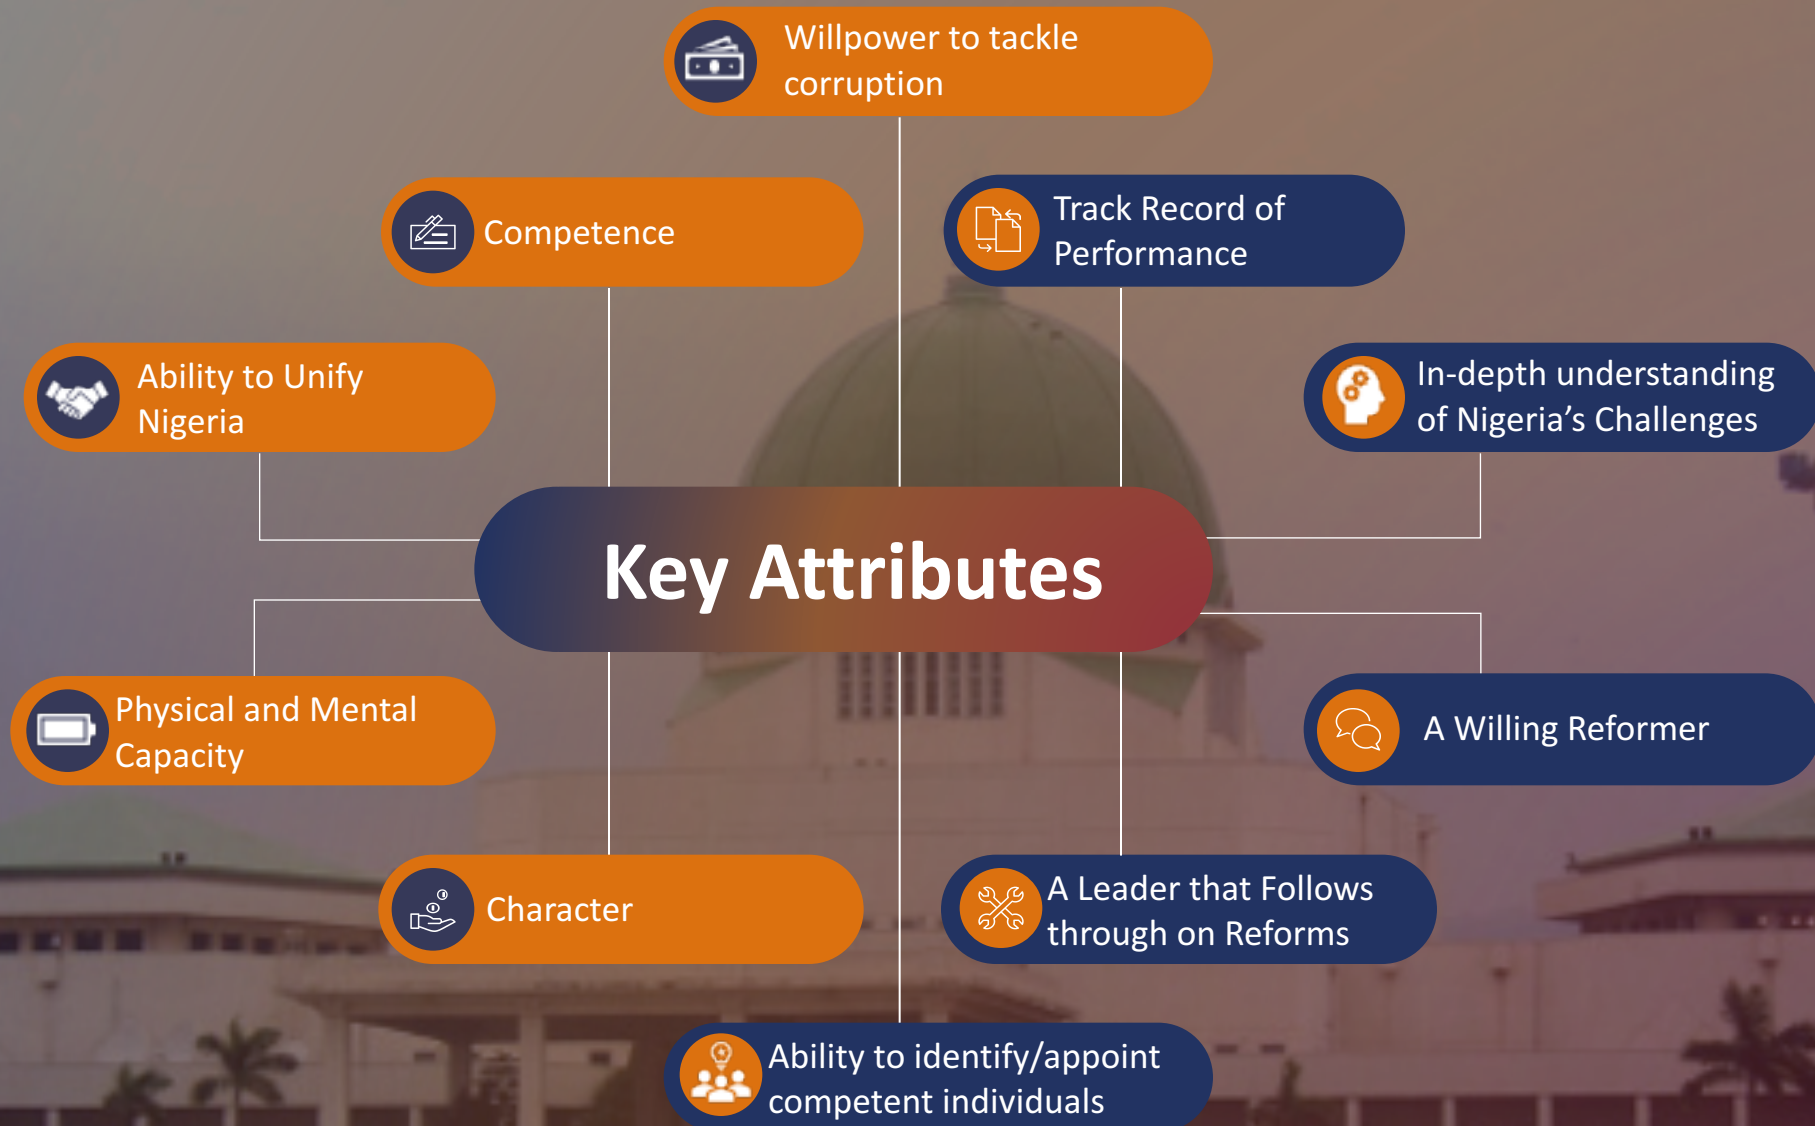 Willpower to tackle
corruption
Competence
Track Record of
Performance
Ability to Unify
Nigeria
In-depth understanding
of Nigeria’s Challenges
Key Attributes
Physical and Mental
Capacity
A Willing Reformer
Character
A Leader that Follows
through on Reforms
Ability to identify/appoint
competent individuals